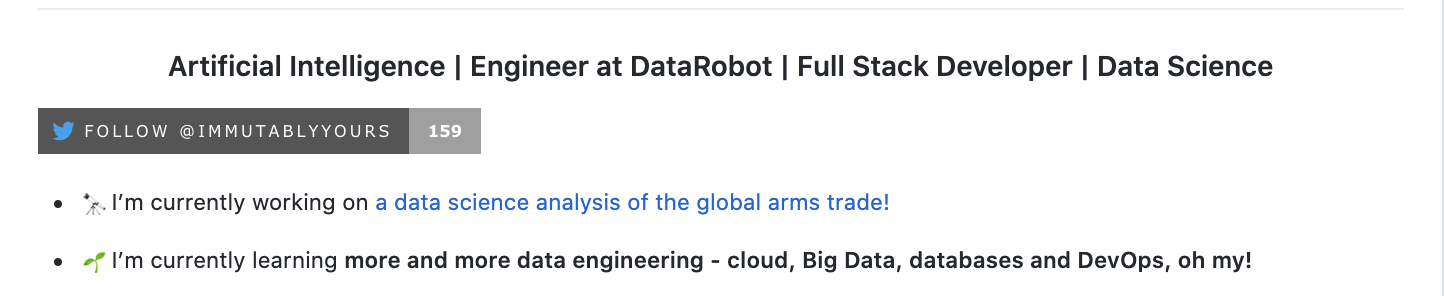 Artificial Intelligence | Engineer at DataRobot | Full Stack Developer | Data Science
FOLLOW @IMMUTABLYYOURS 159
I’m currently working on a data science analysis of the global arms trade!
I’m currently learning more and more data engineering - cloud, Big Data, databases and DevOps, oh my!